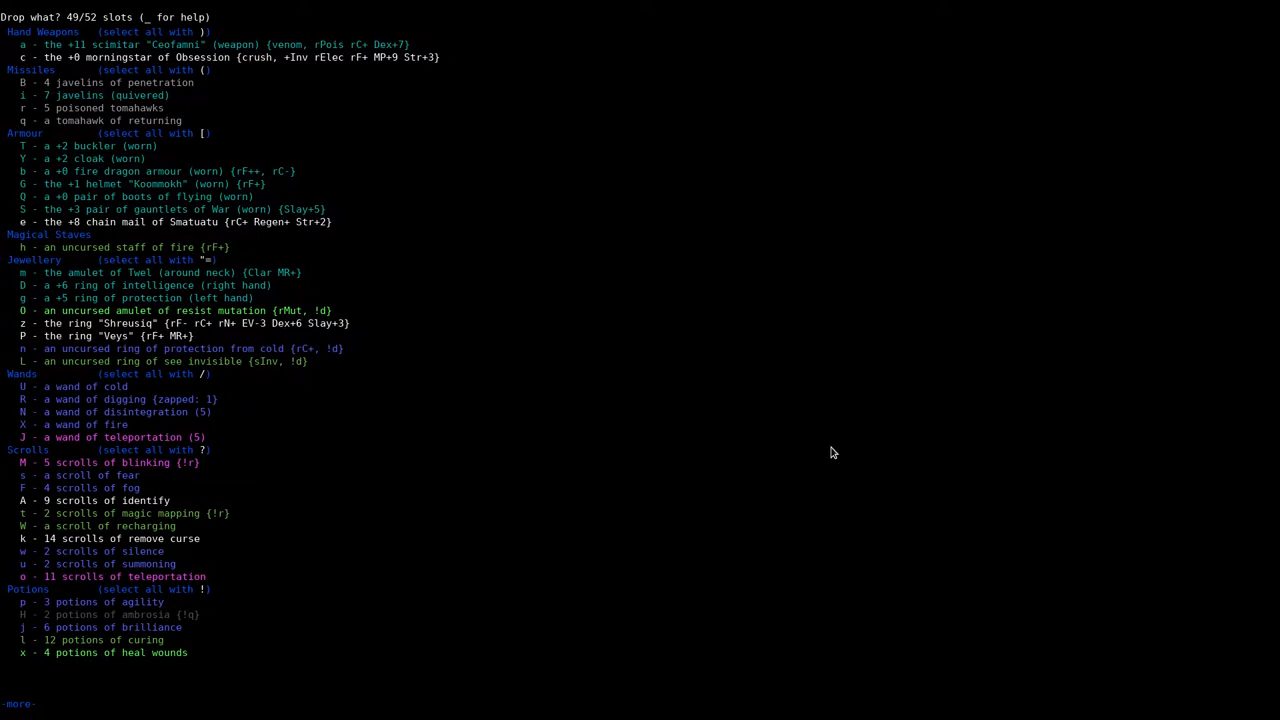 Drop what? 49/52 slots (_ for help)
Hand Weapons   (select all with ))
a - the +11 scimitar "Ceofamni" (weapon) {venom, rPois rC+ Dex+7}
c - the +0 morningstar of Obsession {crush, +Inv rElec rF+ MP+9 Str+3}
Missiles       (select all with ()
B - 4 javelins of penetration
i - 7 javelins (quivered)
r - 5 poisoned tomahawks
q - a tomahawk of returning
Armour         (select all with [)
T - a +2 buckler (worn)
Y - a +2 cloak (worn)
b - a +0 fire dragon armour (worn) {rF++, rC-}
G - the +1 helmet "Koommokh" (worn) {rF+}
Q - a +0 pair of boots of flying (worn)
S - the +3 pair of gauntlets of War (worn) {Slay+5}
e - the +8 chain mail of Smatuatu {rC+ Regen+ Str+2}
Magical Staves
h - an uncursed staff of fire {rF+}
Jewellery      (select all with "=)
m - the amulet of Twel (around neck) {Clar MR+}
D - a +6 ring of intelligence (right hand)
g - a +5 ring of protection (left hand)
O - an uncursed amulet of resist mutation {rMut, !d}
z - the ring "Shreusiq" {rF- rC+ rN+ EV-3 Dex+6 Slay+3}
P - the ring "Veys" {rF+ MR+}
n - an uncursed ring of protection from cold {rC+, !d}
L - an uncursed ring of see invisible {sInv, !d}
Wands          (select all with /)
U - a wand of cold
R - a wand of digging {zapped: 1}
N - a wand of disintegration (5)
X - a wand of fire
J - a wand of teleportation (5)
Scrolls        (select all with ?)
M - 5 scrolls of blinking {!r}
s - a scroll of fear
F - 4 scrolls of fog
A - 9 scrolls of identify
t - 2 scrolls of magic mapping {!r}
W - a scroll of recharging
k - 14 scrolls of remove curse
w - 2 scrolls of silence
u - 2 scrolls of summoning
o - 11 scrolls of teleportation
Potions        (select all with !)
p - 3 potions of agility
H - 2 potions of ambrosia {!q}
j - 6 potions of brilliance
l - 12 potions of curing
x - 4 potions of heal wounds
-more-